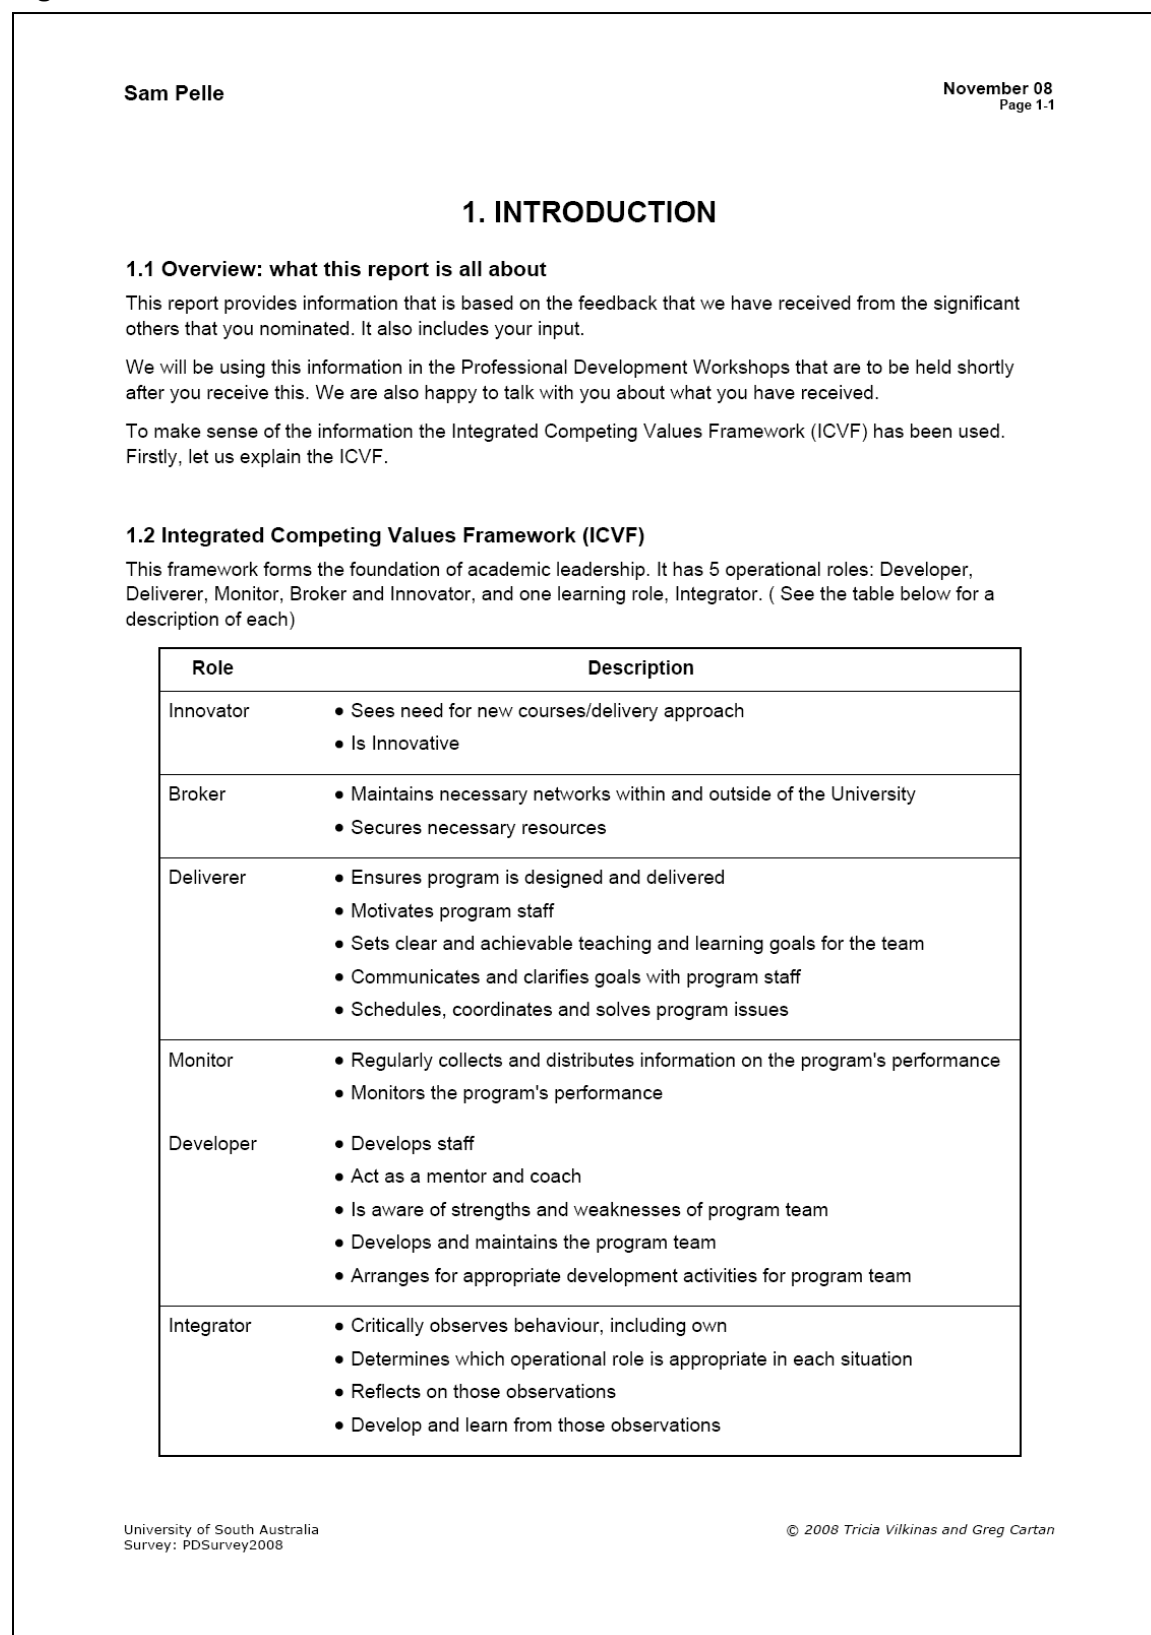 Sam Pelle
November 08
Page 1-1
1. INTRODUCTION
1.1 Overview: what this report is all about
This report provides information that is based on the feedback that we have received from the significant
others that you nominated. It also includes your input.
We will be using this information in the Professional Development Workshops that are to be held shortly
after you receive this. We are also happy to talk with you about what you have received.
To make sense of the information the Integrated Competing Values Framework (ICVF) has been used.
Firstly, let us explain the ICVF.
1.2 Integrated Competing Values Framework (ICVF)
This framework forms the foundation of academic leadership. It has 5 operational roles: Developer,
Deliverer, Monitor, Broker and Innovator, and one learning role, Integrator. ( See the table below for a
description of each)
Role Description
Innovator • Sees need for new courses/delivery approach
• Is Innovative
Broker • Maintains necessary networks within and outside of the University
• Secures necessary resources
Deliverer • Ensures program is designed and delivered
• Motivates program staff
• Sets clear and achievable teaching and learning goals for the team
• Communicates and clarifies goals with program staff
• Schedules, coordinates and solves program issues
Monitor • Regularly collects and distributes information on the program's performance
• Monitors the program's performance
Developer • Develops staff
• Act as a mentor and coach
• Is aware of strengths and weaknesses of program team
• Develops and maintains the program team
• Arranges for appropriate development activities for program team
Integrator • Critically observes behaviour, including own
• Determines which operational role is appropriate in each situation
• Reflects on those observations
• Develop and learn from those observations
University of South Australia
Survey: PDSurvey2008
© 2008 Tricia Vilkinas and Greg Cartan